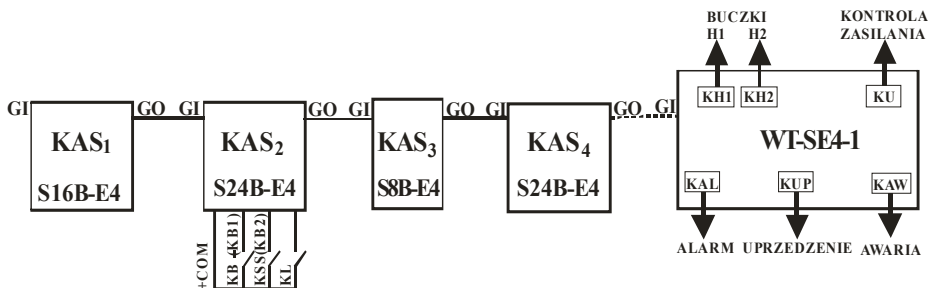 BUCZKI
H1 H2
KONTROLA
ZASILANIA
KH1 KH2 KU
GI GO GI GO GI GO GI GO GI
KAS1 KAS2 KAS3 KAS4 WT-SE4-1
S16B-E4 S24B-E4 S8B-E4 S24B-E4
KAL KUP KAW
ALARM UPRZEDZENIE AWARIA
+COM
KB (KB1)
KSS(KB2)
KL